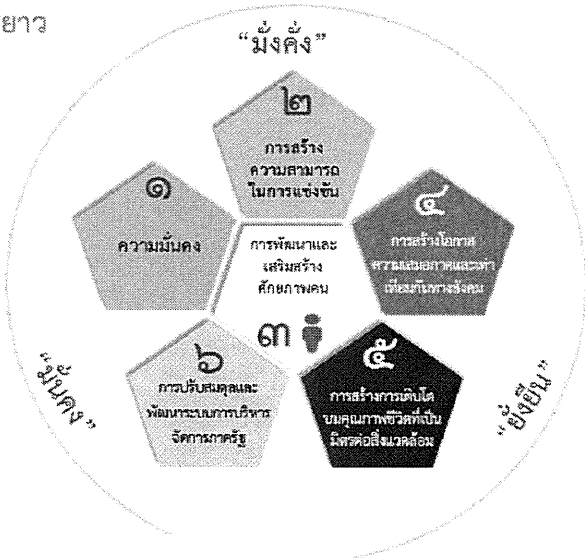 ยาว
“มั่งคั่ง”
๒
การสร้าง
ความสามารถ
ในการแข่งขัน
๑
ความมั่นคง
๔
การสร้างโอกาส
ความเสมอภาคและเท่า
เทียมกันทางสังคม
การพัฒนาและ
เสริมสร้าง
ศักยภาพคน
๓
๖
การปรับสมดุลและ
พัฒนาระบบการบริหาร
จัดการภาครัฐ
๕
การสร้างการเติบโต
บนคุณภาพชีวิตที่เป็น
มิตรต่อสิ่งแวดล้อม
“มั่นคง”
“ยั่งยืน”